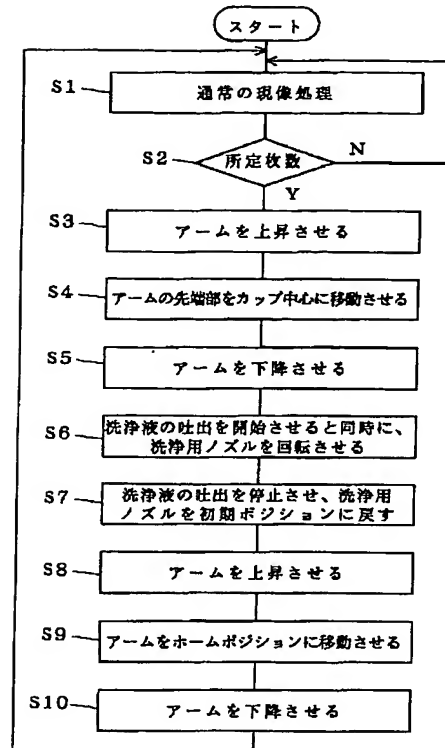 スタート
S1
通常の現像処理
S2
所定枚数
N
Y
S3
アームを上昇させる
S4
アームの先端部をカップ中心に移動させる
S5
アームを下降させる
S6
洗浄液の吐出を開始させると同時に、
洗浄用ノズルを回転させる
S7
洗浄液の吐出を停止させ、洗浄用
ノズルを初期ポジションに戻す
S8
アームを上昇させる
S9
アームをホームポジションに移動させる
S10
アームを下降させる